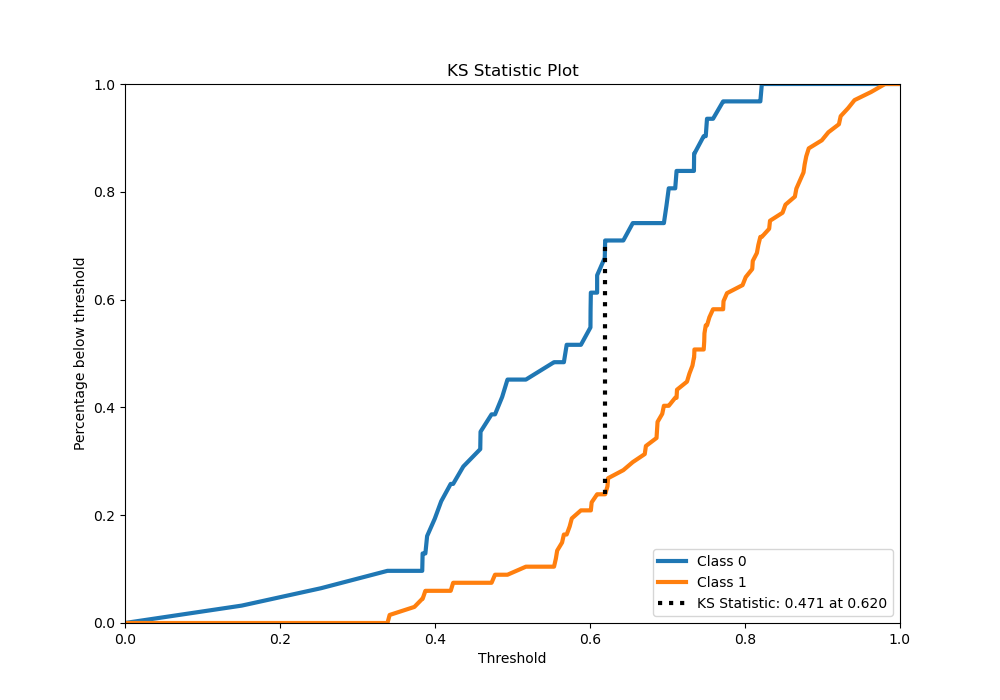 KS Statistic Plot
1.0
0.8
0.6
0.4
0.2
0.0
Percentage below threshold
0.0 0.2 0.4 0.6 0.8 1.0
Threshold
Class 0
Class 1
KS Statistic: 0.471 at 0.620